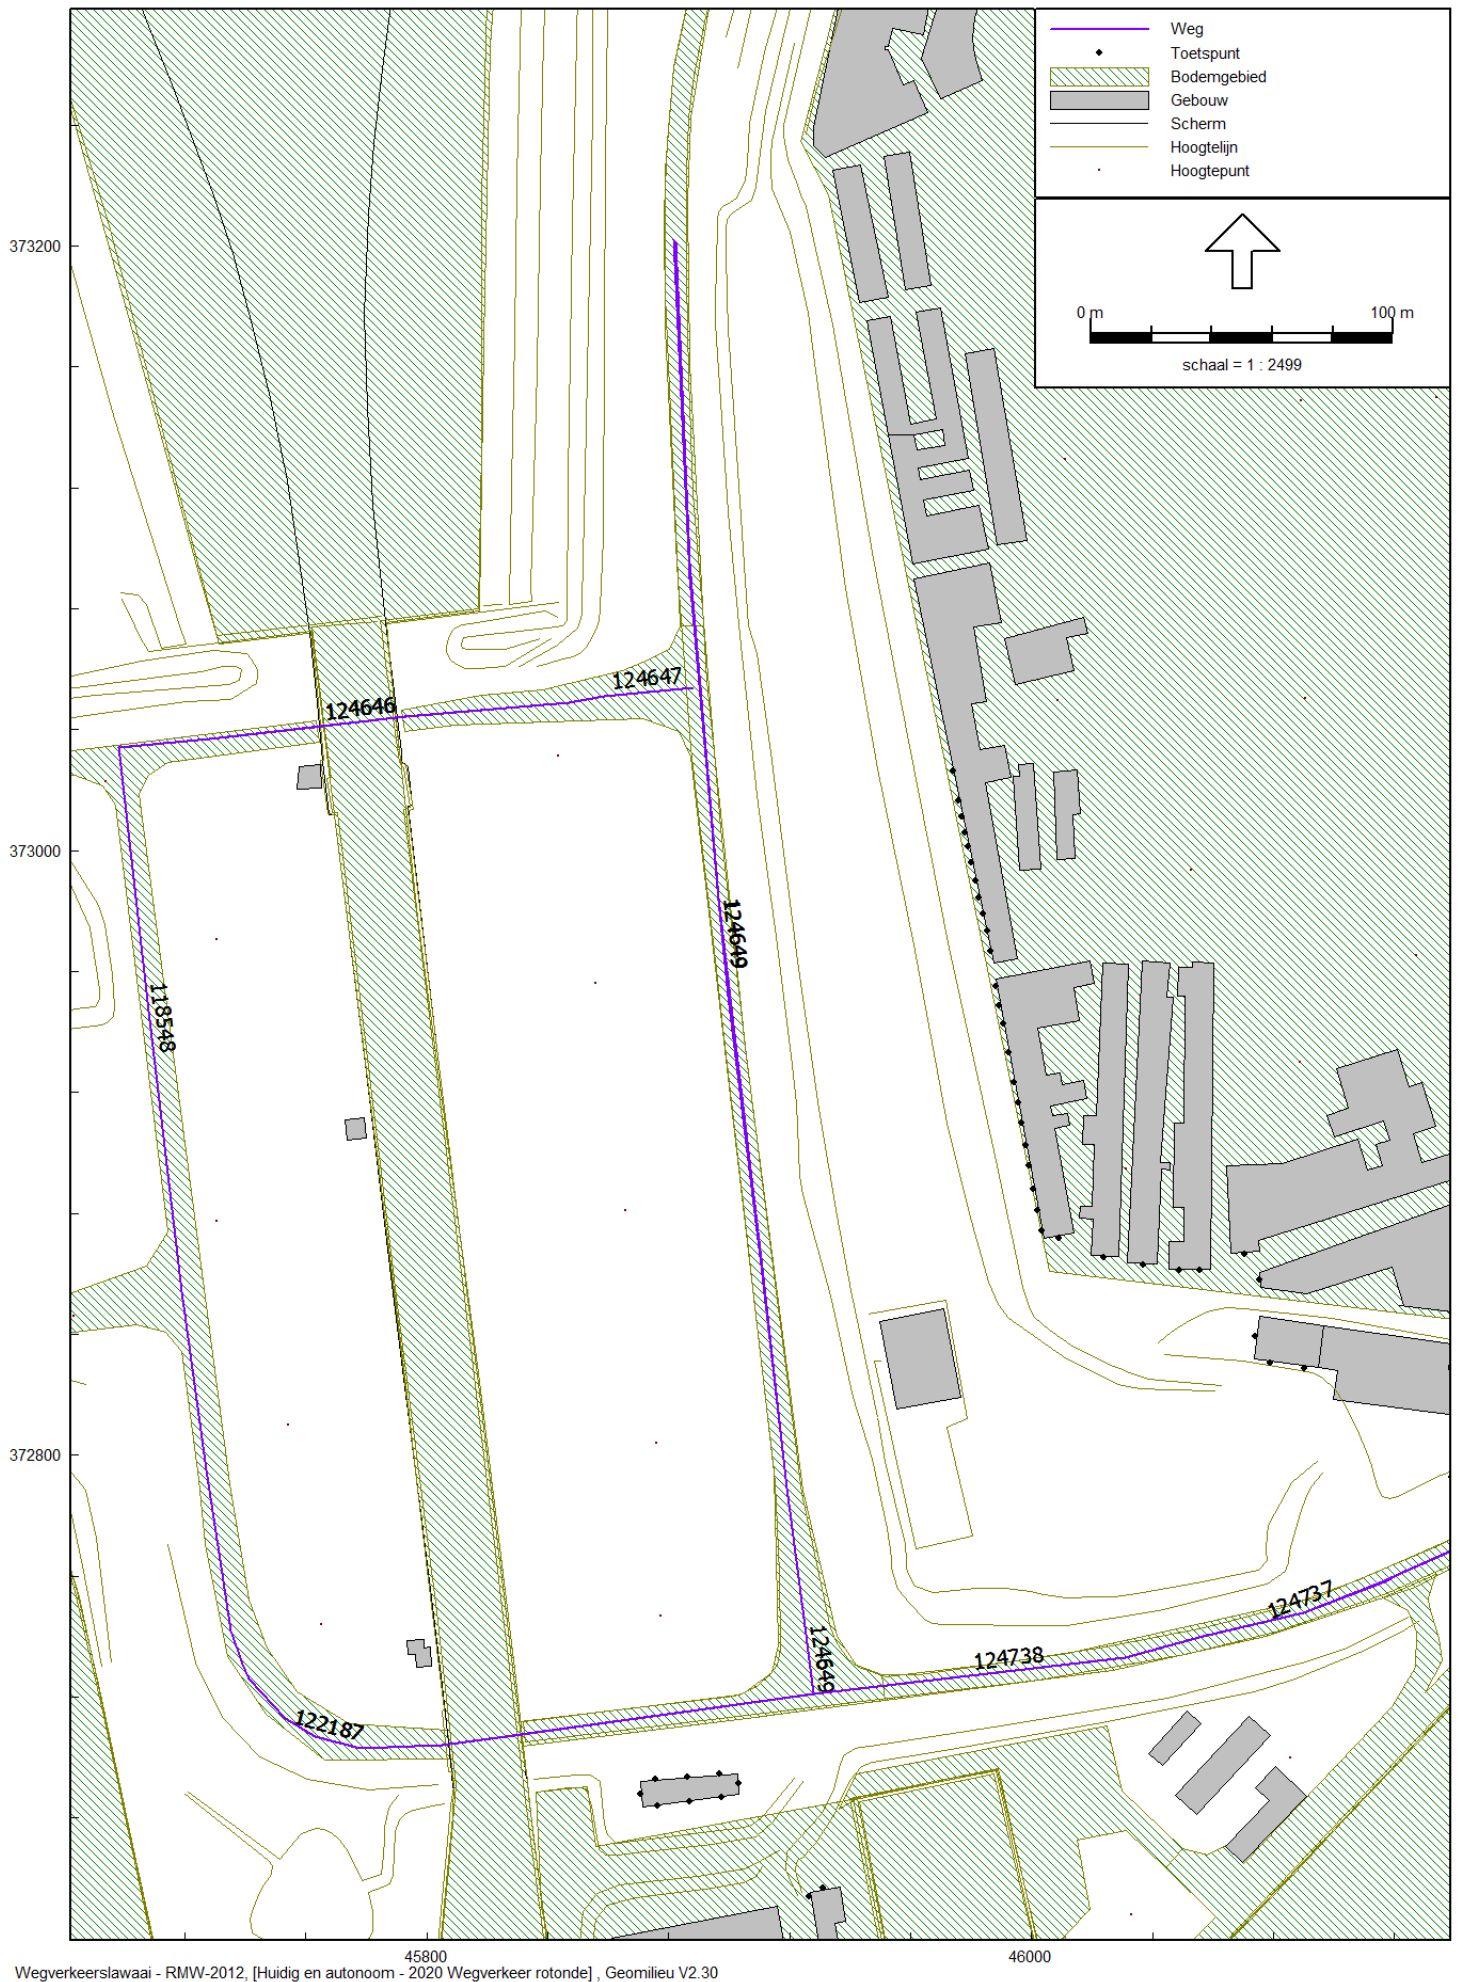 Weg
Toetspunt
Bodemgebied
Gebouw
Scherm
Hoogtelijn
Hoogtepunt
373200
0 m 100 m
schaal = 1 : 2499
124647
124646
373000
124649
118548
372800
124737
124649
124738
122187
45800 46000
Wegverkeerslawaai - RMW-2012, [Huidig en autonoom - 2020 Wegverkeer rotonde] , Geomilieu V2.30